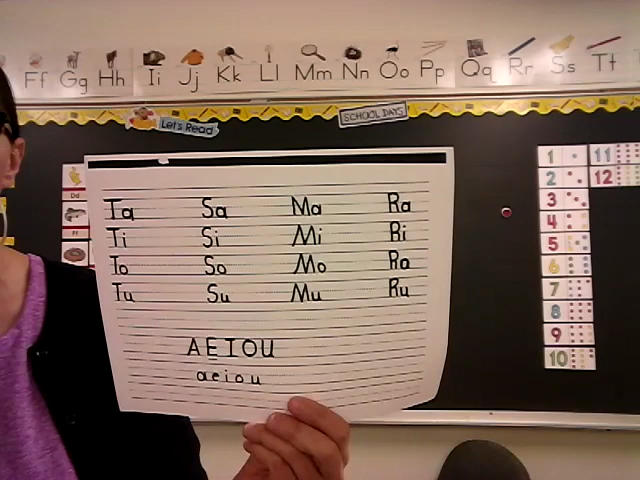 Ff Gg Hh Ii Jj Kk Ll Mm Nn Oo Pp Qq Rr Ss Tt
Let's Read
SCHOOL DAYS
Dd
Ta Sa Ma Ra
Ti Si Mi Ri
To So Mo Ra
Tu Su Mu Ru
AEIOU
aeiou
1 11
2 12
3
4
5
6
7
8
9
10